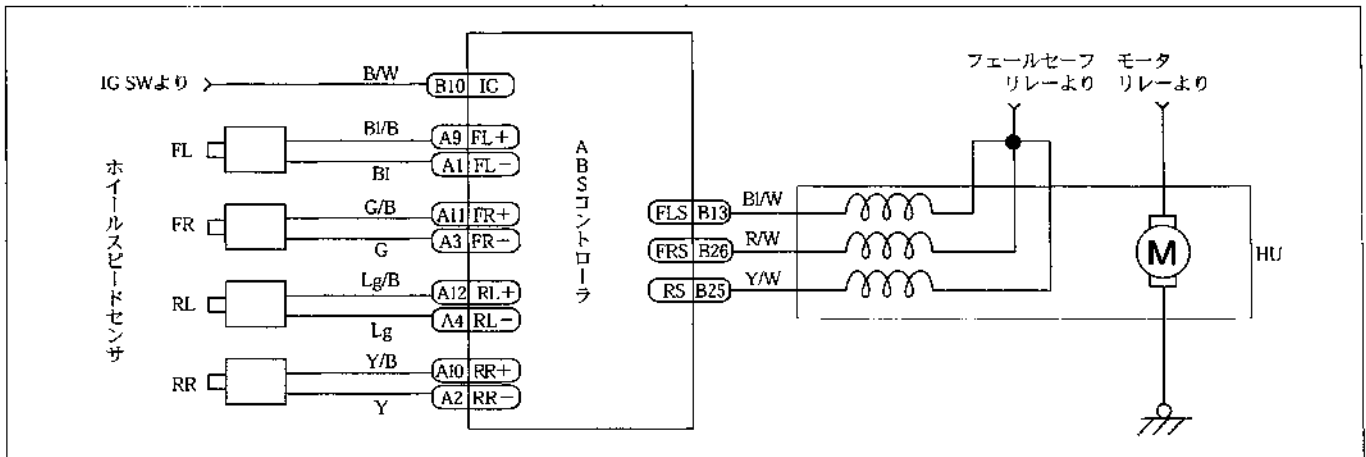 IG SWより
B/W
B10 IG
FL
Bl/B
A9 FL+
A1 FL-
Bl
FR
G/B
A11 FR+
A3 FR-
G
RL
Lg/B
A12 RL+
A4 RL-
Lg
RR
Y/B
A10 RR+
A2 RR-
Y
ホイールスピードセンサ
ABSコントローラ
FLS B13
Bl/W
FRS B26
R/W
RS B25
Y/W
フェールセーフ
リレーより
モータ
リレーより
M
HU